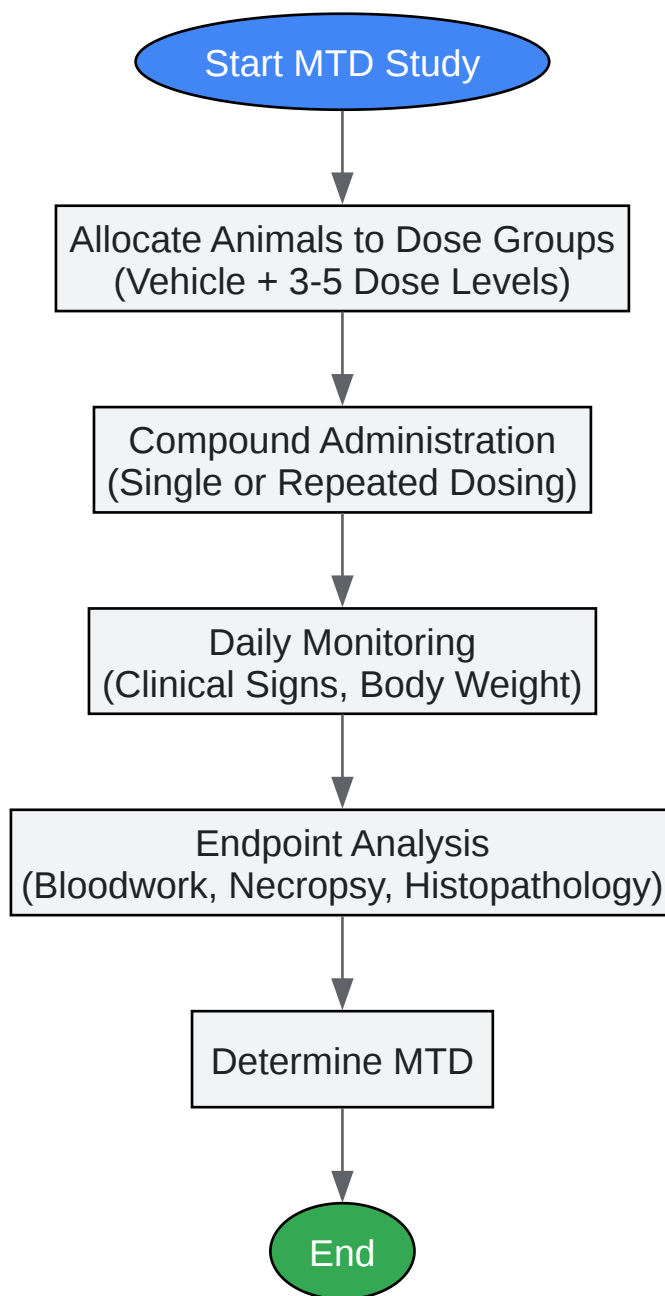 Start MTD Study
Allocate Animals to Dose Groups
(Vehicle + 3-5 Dose Levels)
Compound Administration
(Single or Repeated Dosing)
Daily Monitoring
(Clinical Signs, Body Weight)
Endpoint Analysis
(Bloodwork, Necropsy, Histopathology)
Determine MTD
End